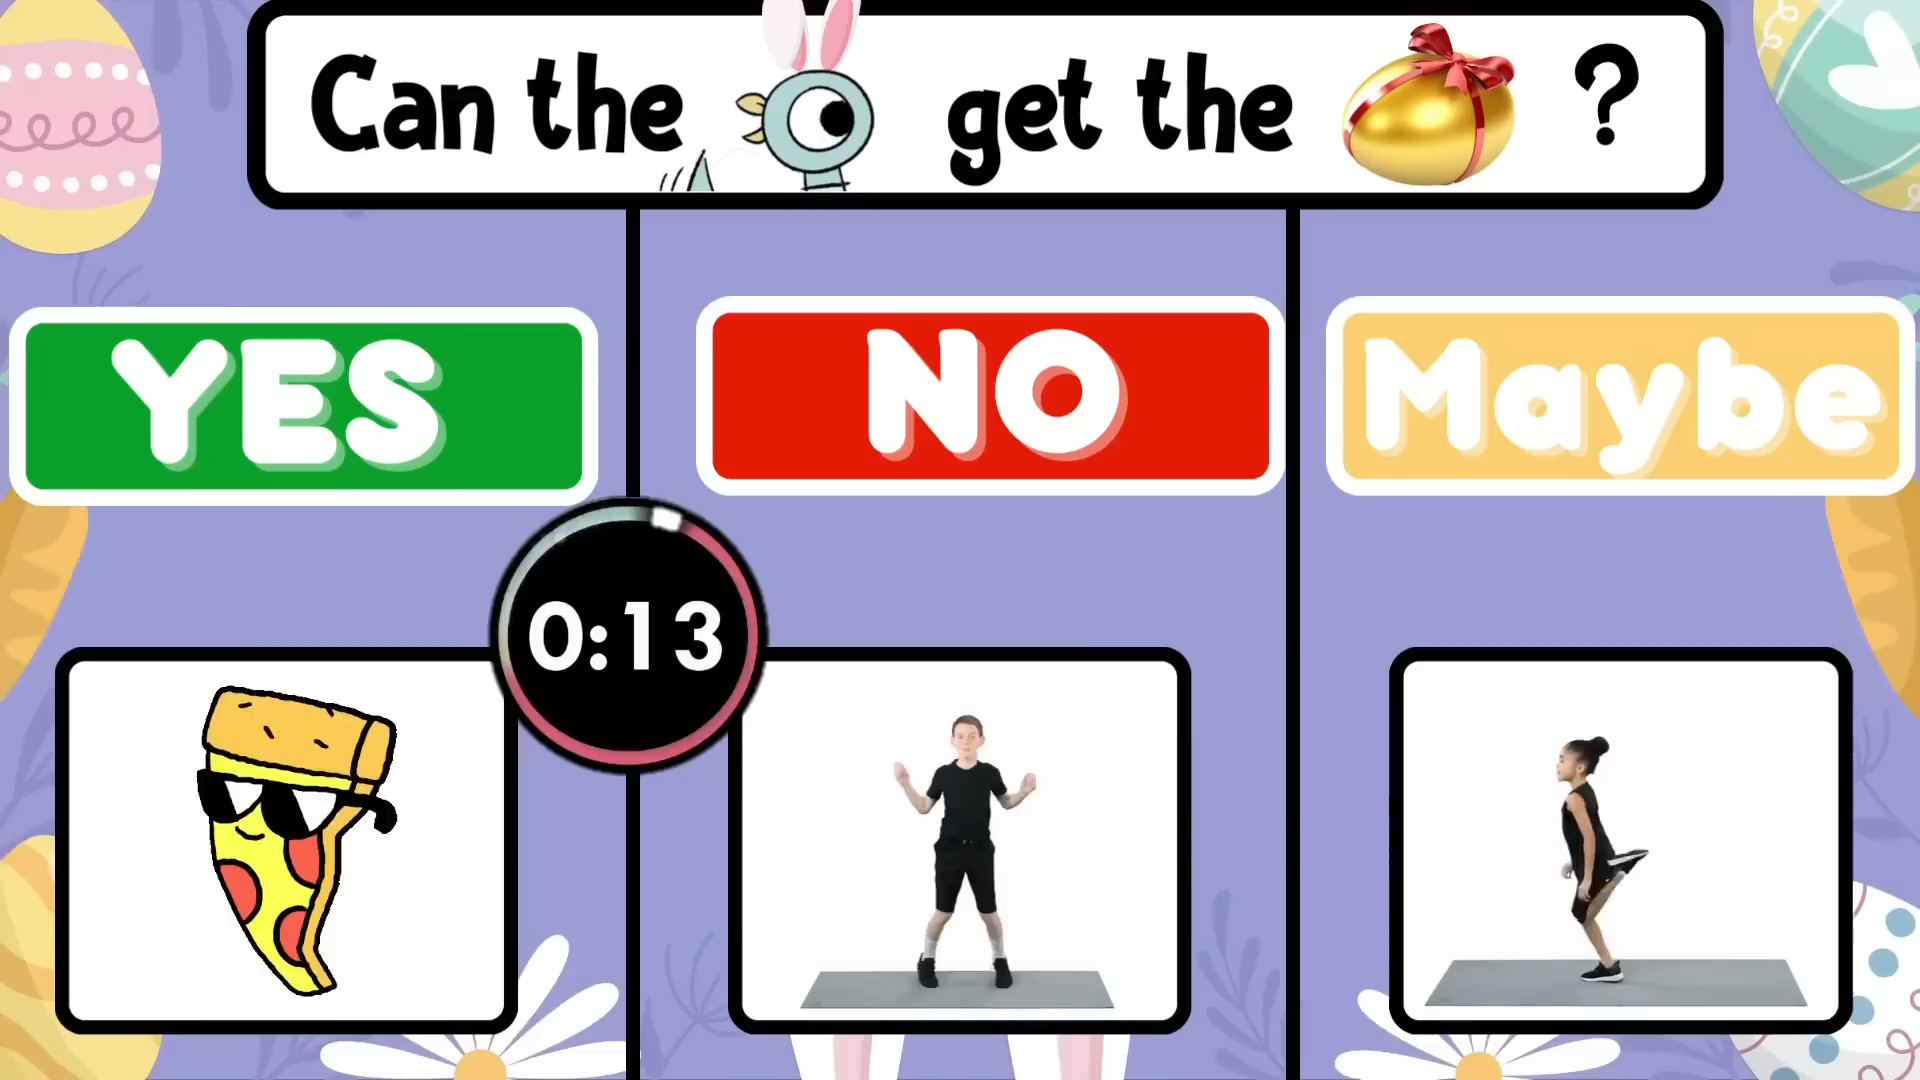 Can the get the ?
YES
NO
Maybe
0:13